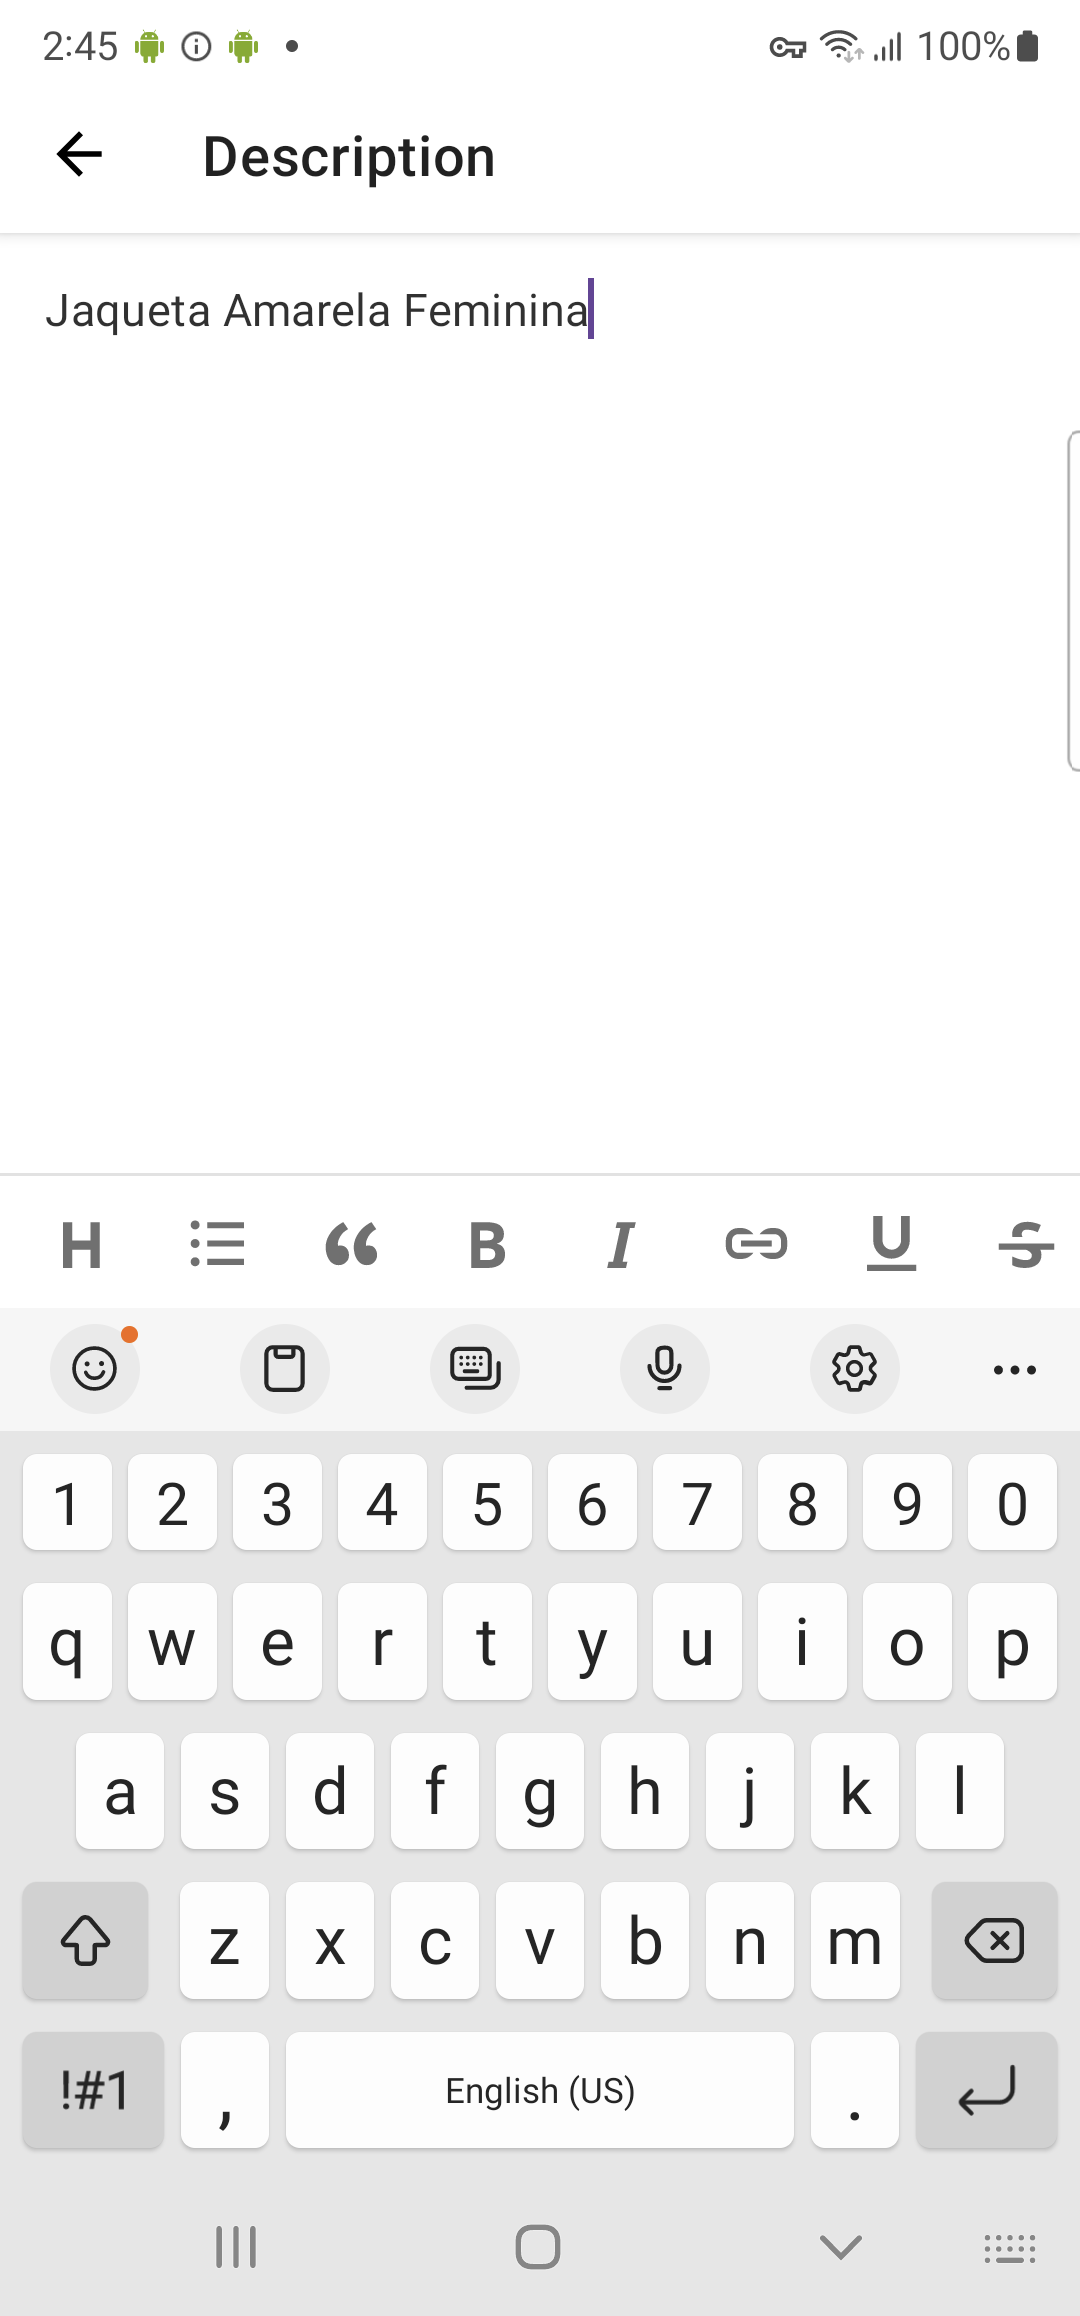 2:45 100%
Description
Jaqueta Amarela Feminina
H B I U S
1 2 3 4 5 6 7 8 9 0
q w e r t y u i o p
a s d f g h j k l
z x c v b n m
!#1 , English (US) .